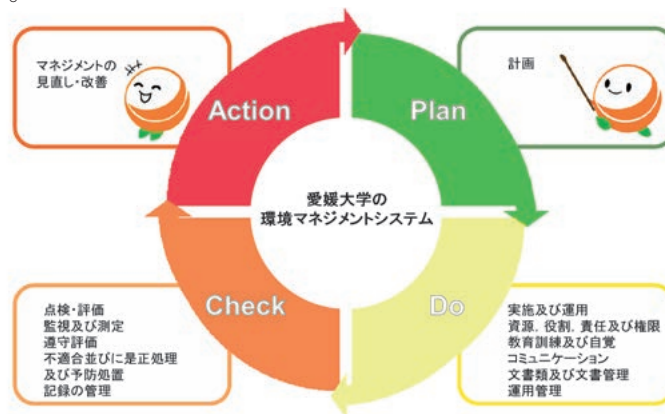 マネジメントの
見直し・改善
Action
Plan
計画
愛媛大学の
環境マネジメントシステム
Check
Do
点検・評価
監視及び測定
遵守評価
不適合並びに是正処理
及び予防処置
記録の管理
実施及び運用
資源，役割，責任及び権限
教育訓練及び自覚
コミュニケーション
文書類及び文書管理
運用管理